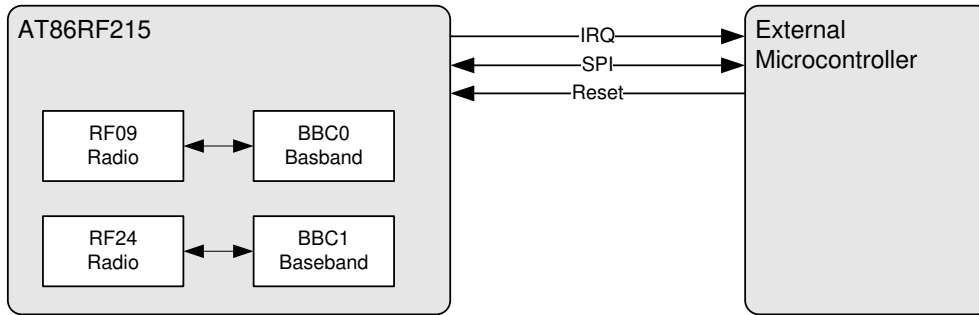 AT86RF215
IRQ
SPI
Reset
External
Microcontroller
RF09
Radio
BBC0
Basband
RF24
Radio
BBC1
Baseband